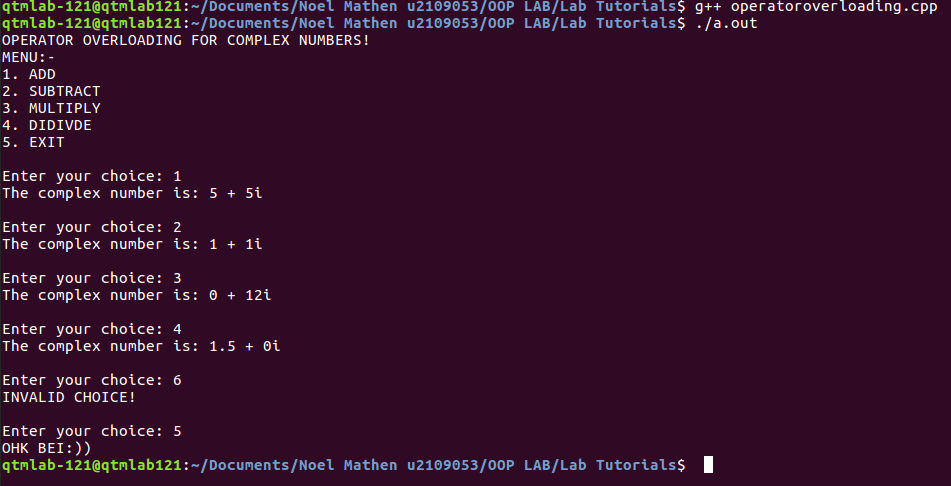 qtmlab-121@qtmlab121:~/Documents/Noel Mathen u2109053/OOP LAB/Lab Tutorials$ g++ operatoroverloading.cpp
qtmlab-121@qtmlab121:~/Documents/Noel Mathen u2109053/OOP LAB/Lab Tutorials$ ./a.out
OPERATOR OVERLOADING FOR COMPLEX NUMBERS!
MENU:-
1. ADD
2. SUBTRACT
3. MULTIPLY
4. DIDIVDE
5. EXIT
Enter your choice: 1
The complex number is: 5 + 5i
Enter your choice: 2
The complex number is: 1 + 1i
Enter your choice: 3
The complex number is: 0 + 12i
Enter your choice: 4
The complex number is: 1.5 + 0i
Enter your choice: 6
INVALID CHOICE!
Enter your choice: 5
OHK BEI:))
qtmlab-121@qtmlab121:~/Documents/Noel Mathen u2109053/OOP LAB/Lab Tutorials$